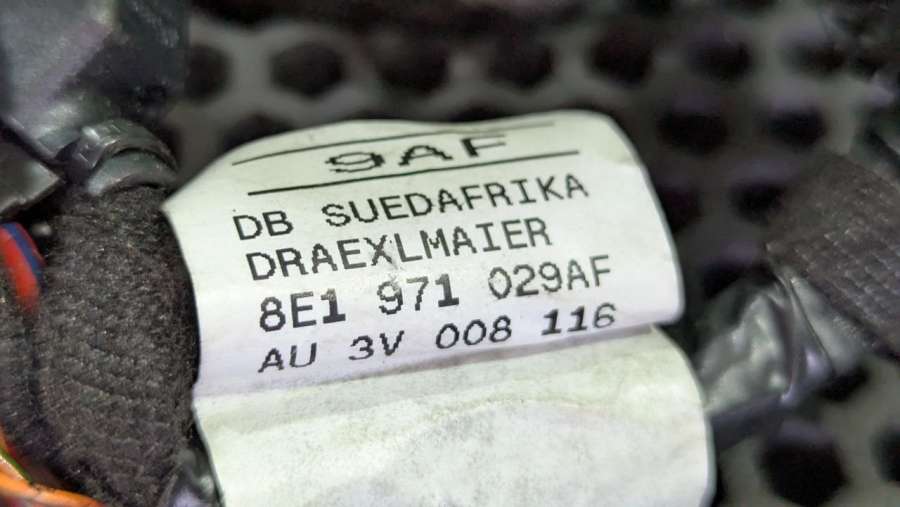 9AF
DB SUEDAFRIKA
DRAEXLMAIER
8E1 971 029AF
AU 3V 008 116